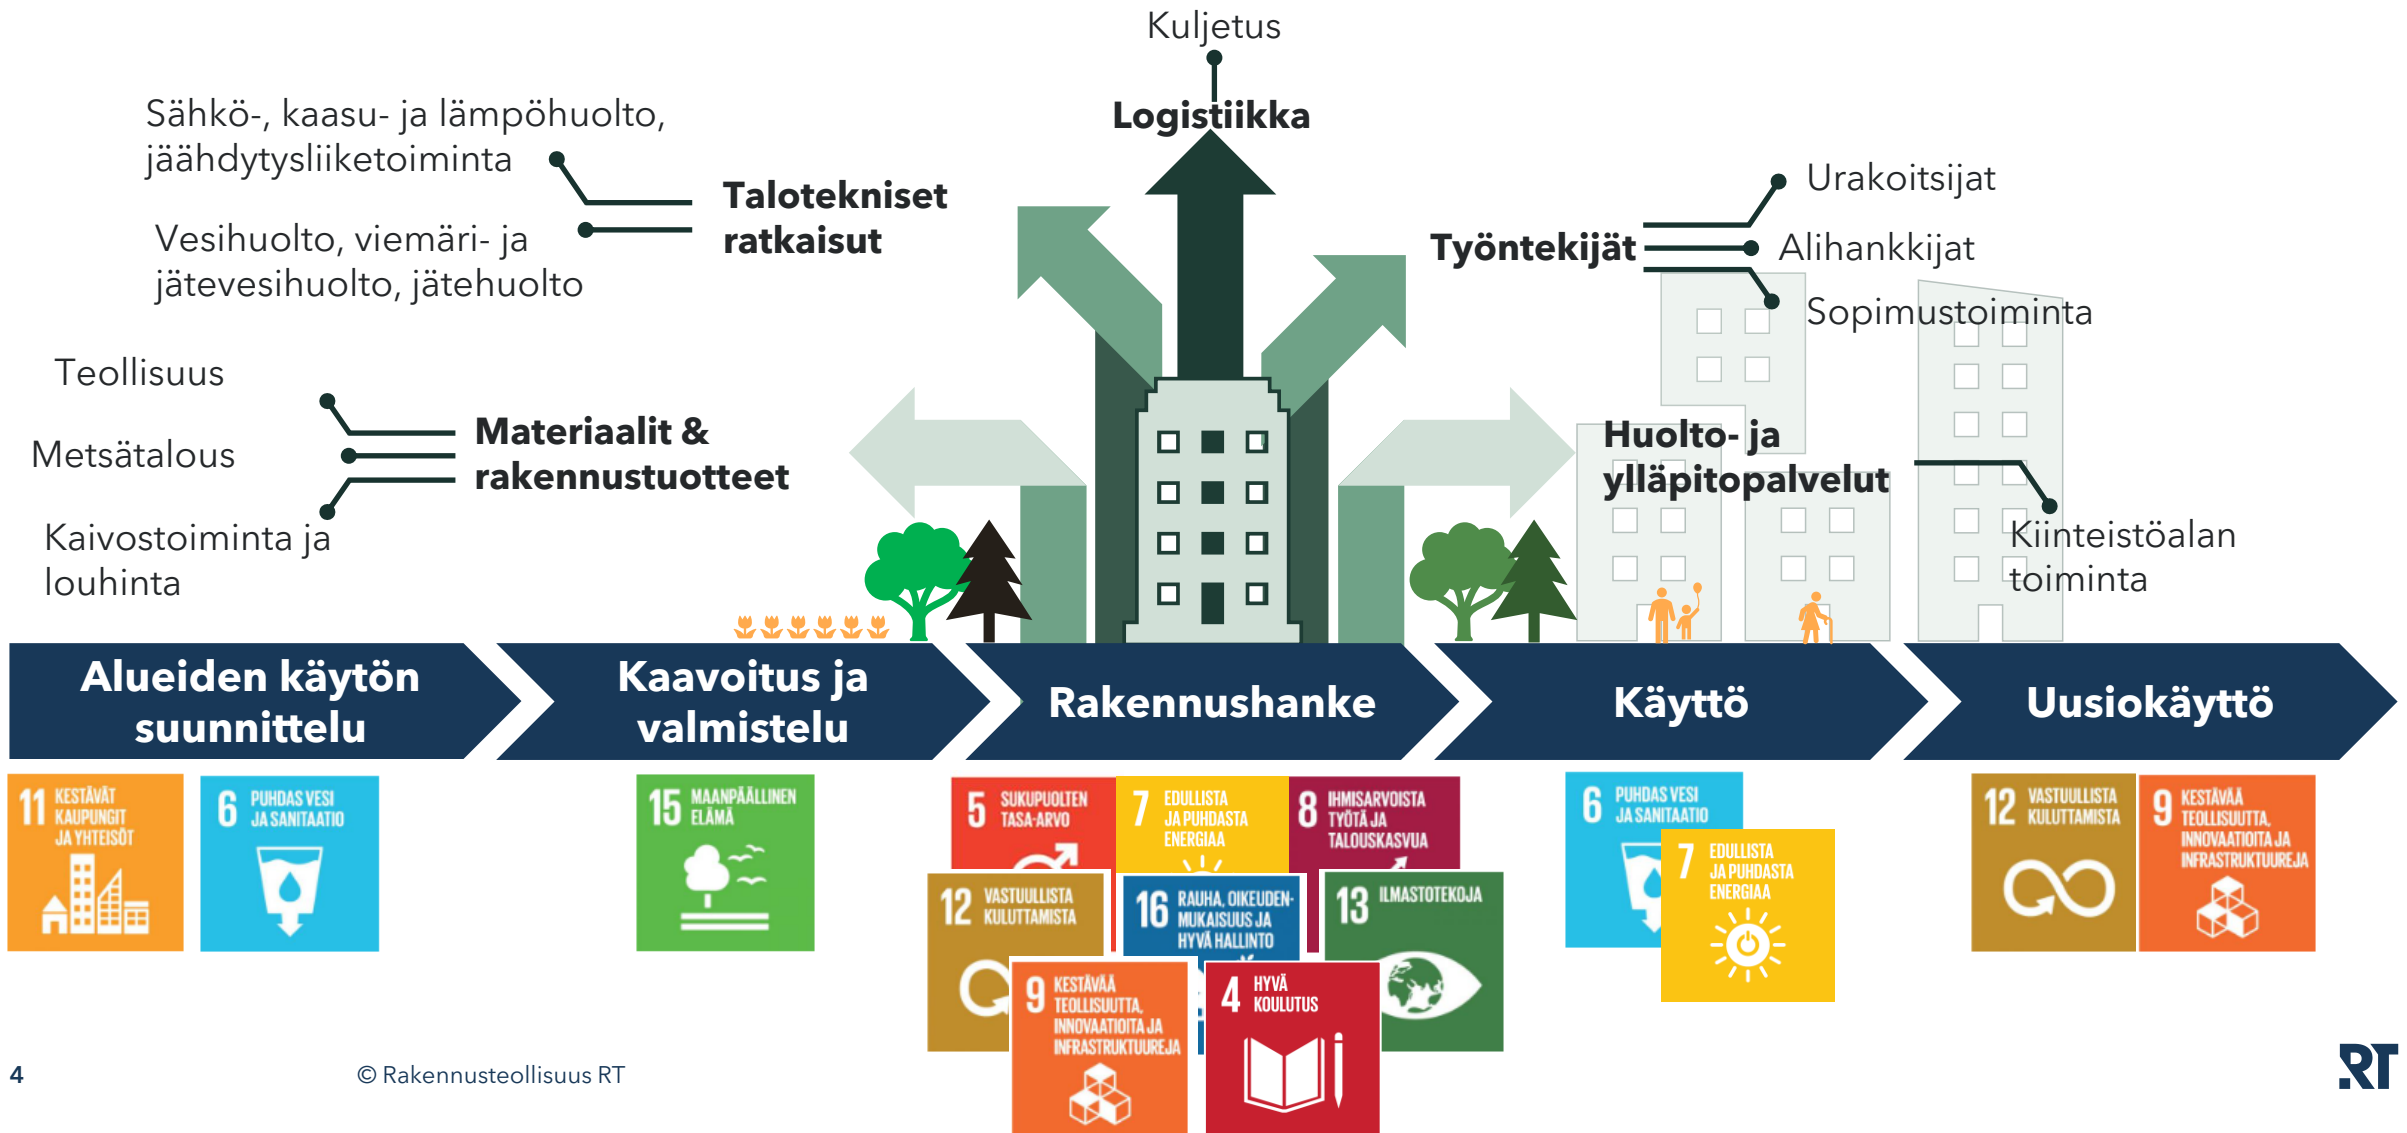 Kuljetus
Logistiikka
Sähkö-, kaasu- ja lämpöhuolto,
jäähdytysliiketoiminta
Talotekniset
ratkaisut
Vesihuolto, viemäri- ja
jätevesihuolto, jätehuolto
Työntekijät
Urakoitsijat
Alihankkijat
Sopimustoiminta
Teollisuus
Metsätalous
Kaivostoiminta ja
louhinta
Materiaalit &
rakennustuotteet
Huolto- ja
ylläpitopalvelut
Kiinteistöalan
toiminta
Alueiden käytön
suunnittelu
Kaavoitus ja
valmistelu
Rakennushanke
Käyttö
Uusiokäyttö
11 KESTÄVÄT
KAUPUNGIT
JA YHTEISÖT
6 PUHDAS VESI
JA SANITAATIO
15 MAANPÄÄLLINEN
ELÄMÄ
5 SUKUPUOLTEN
TASA-ARVO
7 EDULLISTA
JA PUHDASTA
ENERGIAA
8 IHMISARVOISTA
TYÖTÄ JA
TALOUSKASVUA
12 VASTUULLISTA
KULUTTAMISTA
16 RAUHA, OIKEUDEN-
MUKAISUUS JA
HYVÄ HALLINTO
13 ILMASTOTEKOJA
9 KESTÄVÄÄ
TEOLLISUUTTA,
INNOVAATIOITA JA
INFRASTRUKTUUREJA
4 HYVÄ
KOULUTUS
6 PUHDAS VESI
JA SANITAATIO
7 EDULLISTA
JA PUHDASTA
ENERGIAA
12 VASTUULLISTA
KULUTTAMISTA
9 KESTÄVÄÄ
TEOLLISUUTTA,
INNOVAATIOITA JA
INFRASTRUKTUUREJA
4
© Rakennusteollisuus RT
RT